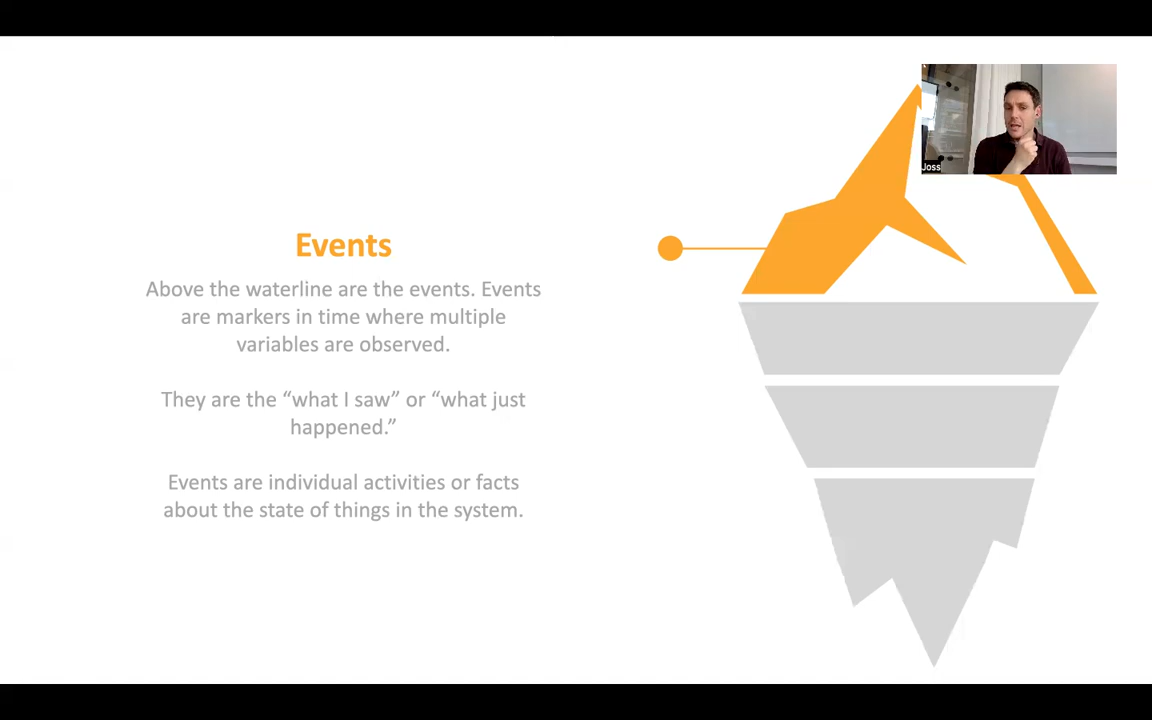 Joss
Events
Above the waterline are the events. Events
are markers in time where multiple
variables are observed.
They are the “what I saw” or “what just
happened.”
Events are individual activities or facts
about the state of things in the system.